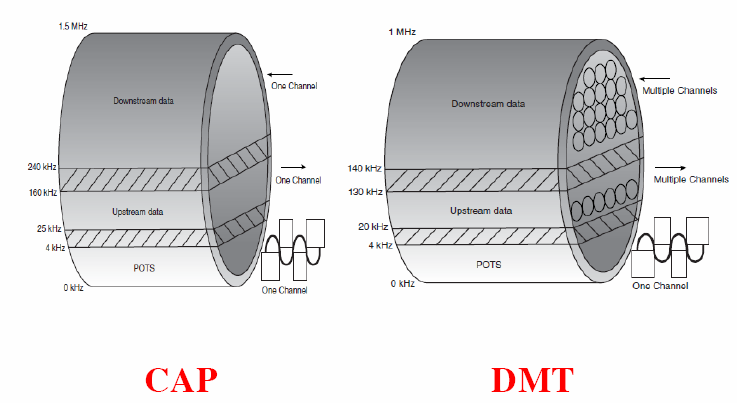 1.5 MHz
Downstream data
One Channel
240 kHz
One Channel
160 kHz
Upstream data
25 kHz
4 kHz
POTS
0 kHz
One Channel
CAP
1 MHz
Downstream data
Multiple Channels
140 kHz
Multiple Channels
130 kHz
Upstream data
20 kHz
4 kHz
POTS
0 kHz
One Channel
DMT